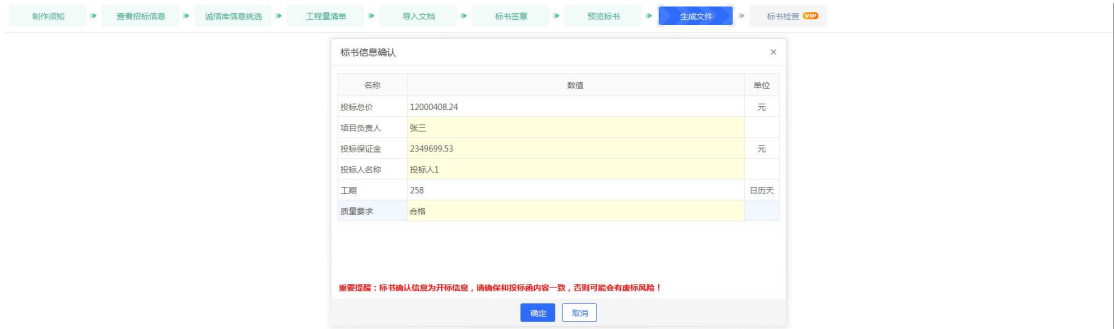 制作须知 查看招标信息 诚信库信息挑选 工程量清单 导入文档 标书签章 预览标书 生成文件 标书检查 VIP
标书信息确认 ×
名称 数值 单位
投标总价 12000408.24 元
项目负责人 张三
投标保证金 2349699.53 元
投标人名称 投标人1
工期 258 日历天
质量要求 合格
重要提醒：标书确认信息为开标信息，请确保和投标函内容一致，否则可能会有废标风险！
确定 取消